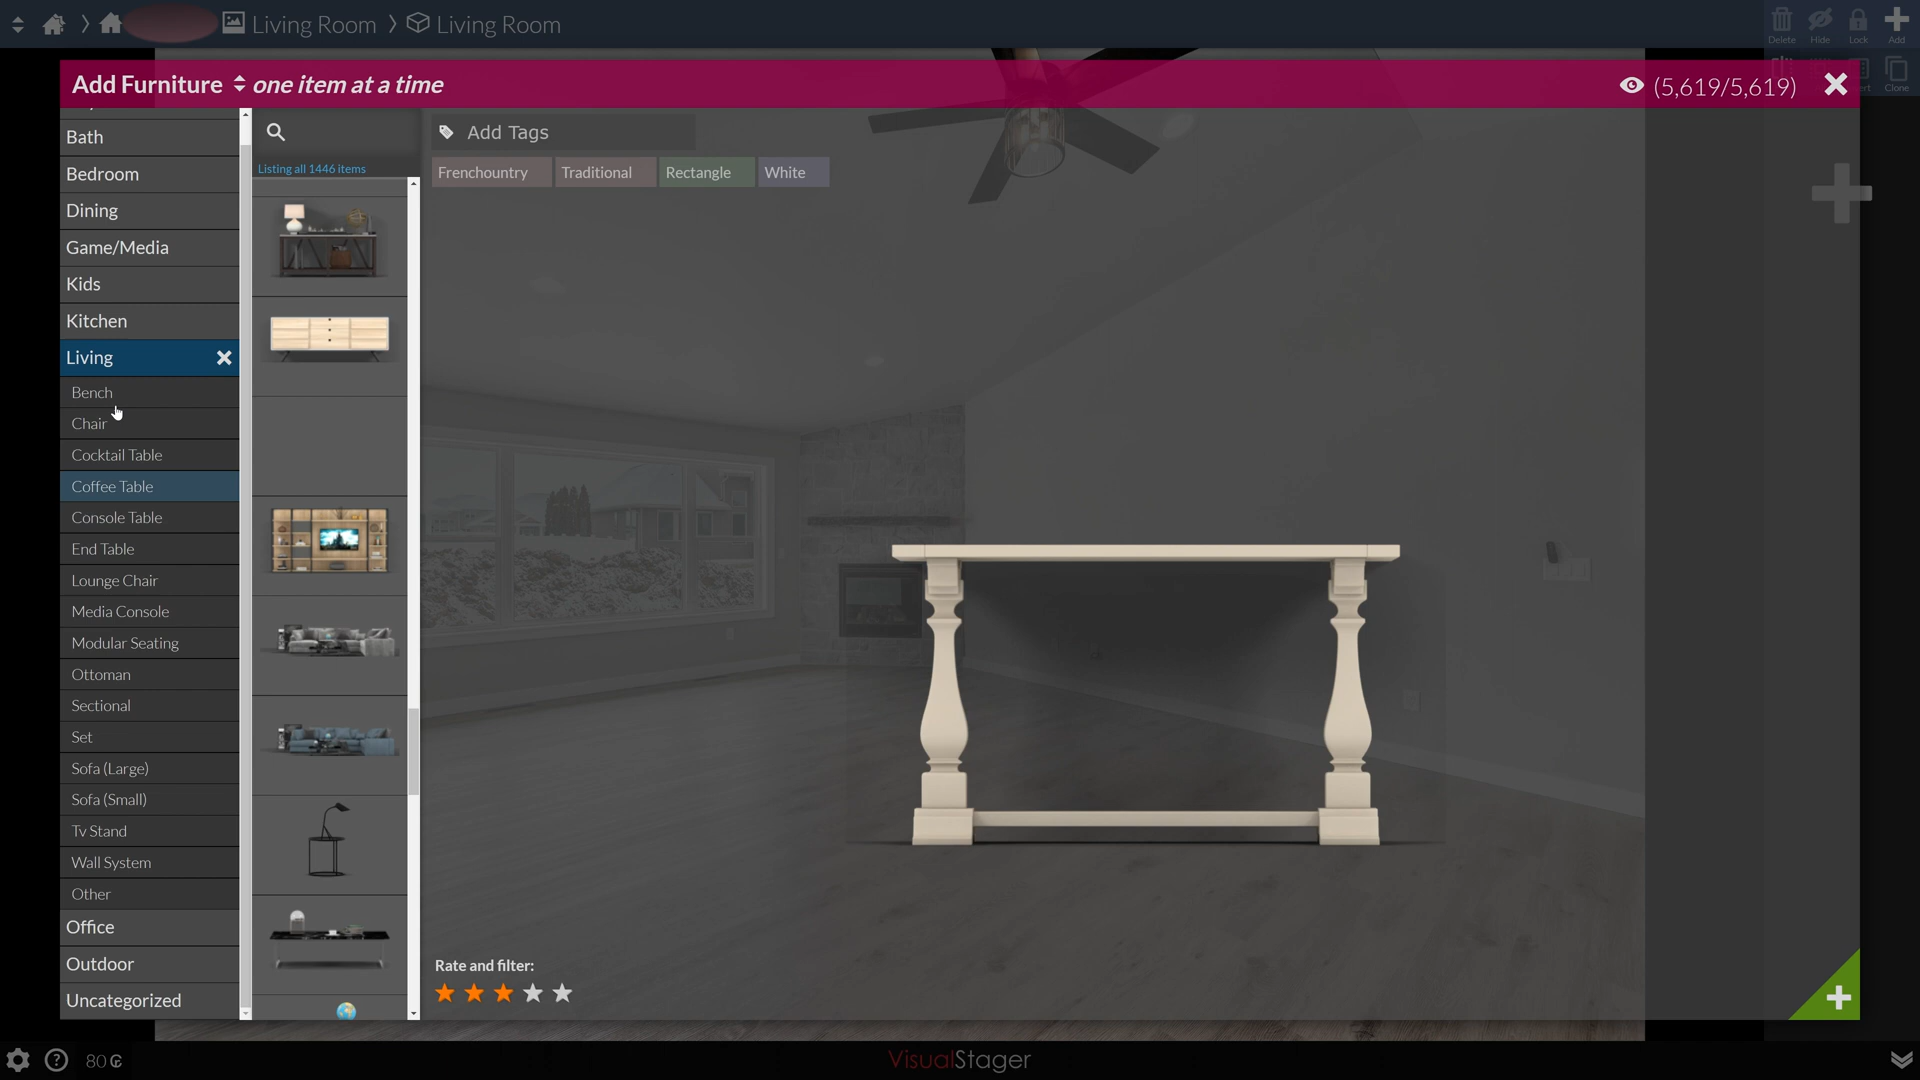 Living Room
Living Room
Delete
Hide
Lock
Add
Clone
Add Furniture one item at a time
(5,619/5,619)
Bath
Bedroom
Dining
Game/Media
Kids
Kitchen
Living
Bench
Chair
Cocktail Table
Coffee Table
Console Table
End Table
Lounge Chair
Media Console
Modular Seating
Ottoman
Sectional
Set
Sofa (Large)
Sofa (Small)
Tv Stand
Wall System
Other
Office
Outdoor
Uncategorized
Listing all 1446 items
Add Tags
Frenchountry
Traditional
Rectangle
White
Rate and filter:
80
VisualStager